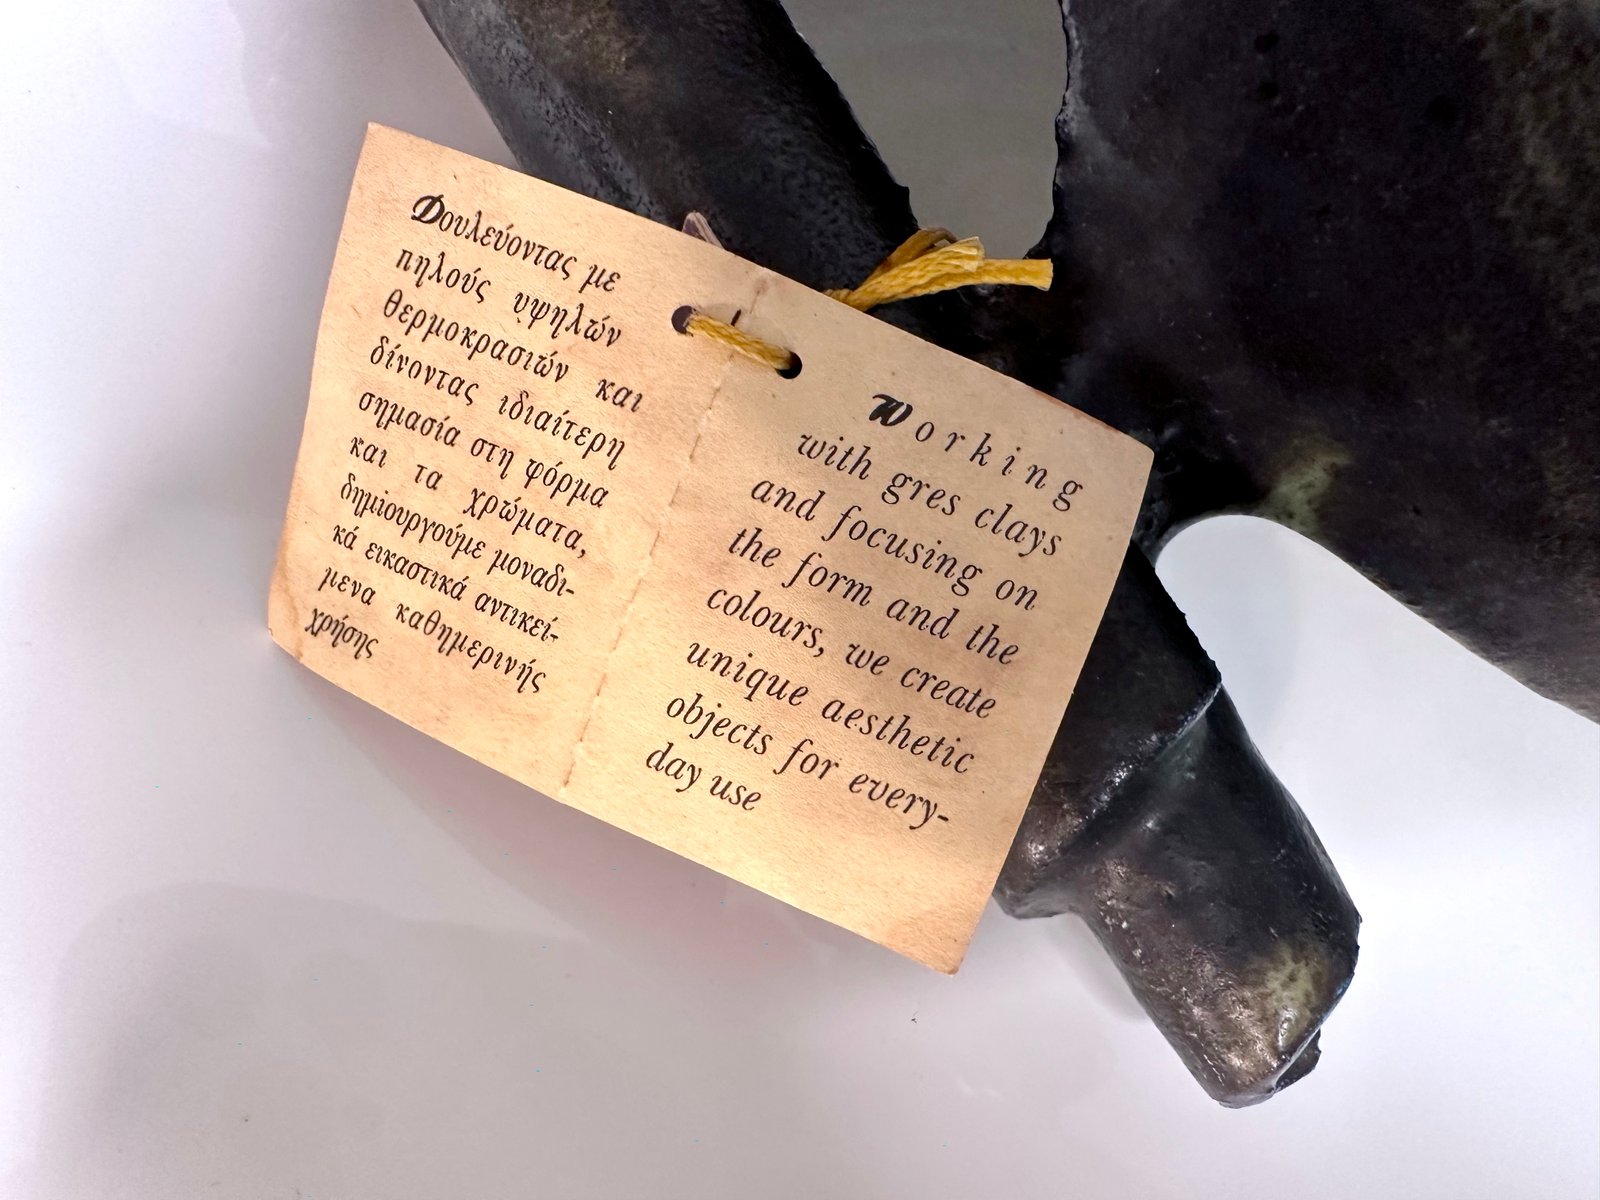 Δουλεύοντας με
πηλούς υψηλών
θερμοκρασιών και
δίνοντας ιδιαίτερη
σημασία στη φόρμα
και τα χρώματα,
δημιουργούμε μοναδι-
κά εικαστικά αντικεί-
μενα καθημερινής
χρήσης
Working
with gres clays
and focusing on
the form and the
colours, we create
unique aesthetic
objects for every-
day use